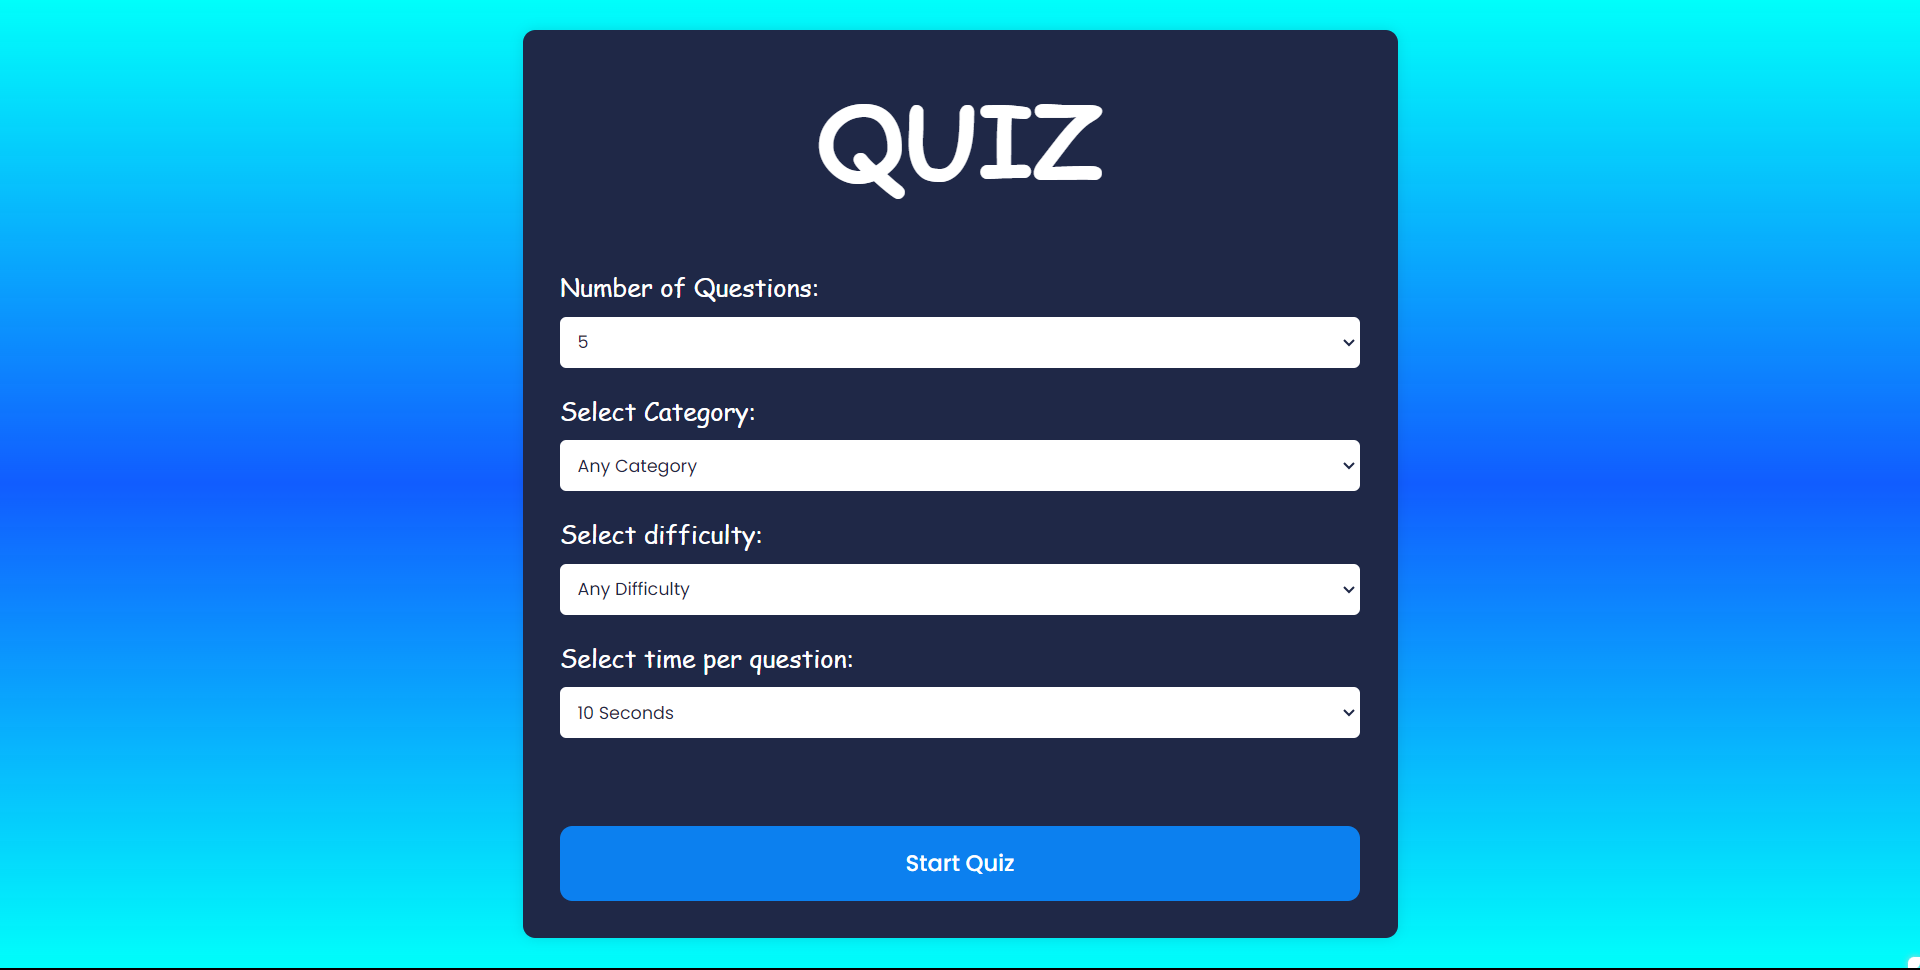 QUIZ
Number of Questions:
5
Select Category:
Any Category
Select difficulty:
Any Difficulty
Select time per question:
10 Seconds
Start Quiz